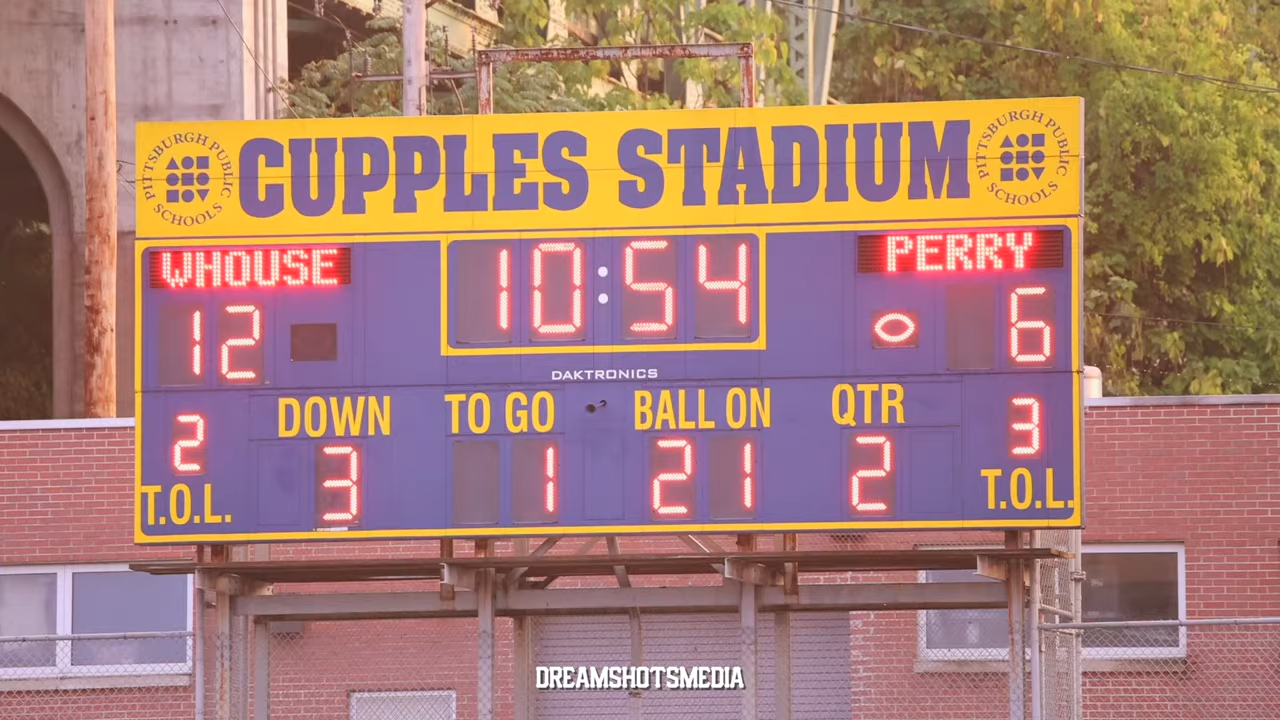 PITTSBURGH PUBLIC SCHOOLS
CUPPLES STADIUM
PITTSBURGH PUBLIC SCHOOLS
WHOUSE
10:54
PERRY
12
6
DAKTRONICS
DOWN TO GO BALL ON QTR
2 3 1 21 2 3
T.O.L. T.O.L.
DREAMSHOTSMEDIA